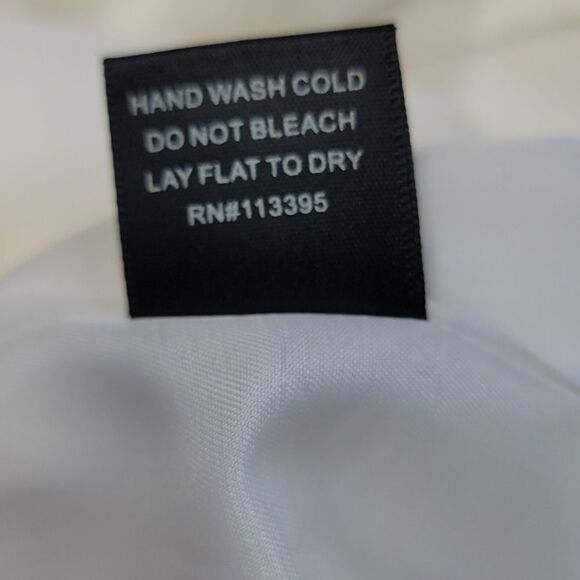 HAND WASH COLD
DO NOT BLEACH
LAY FLAT TO DRY
RN#113395